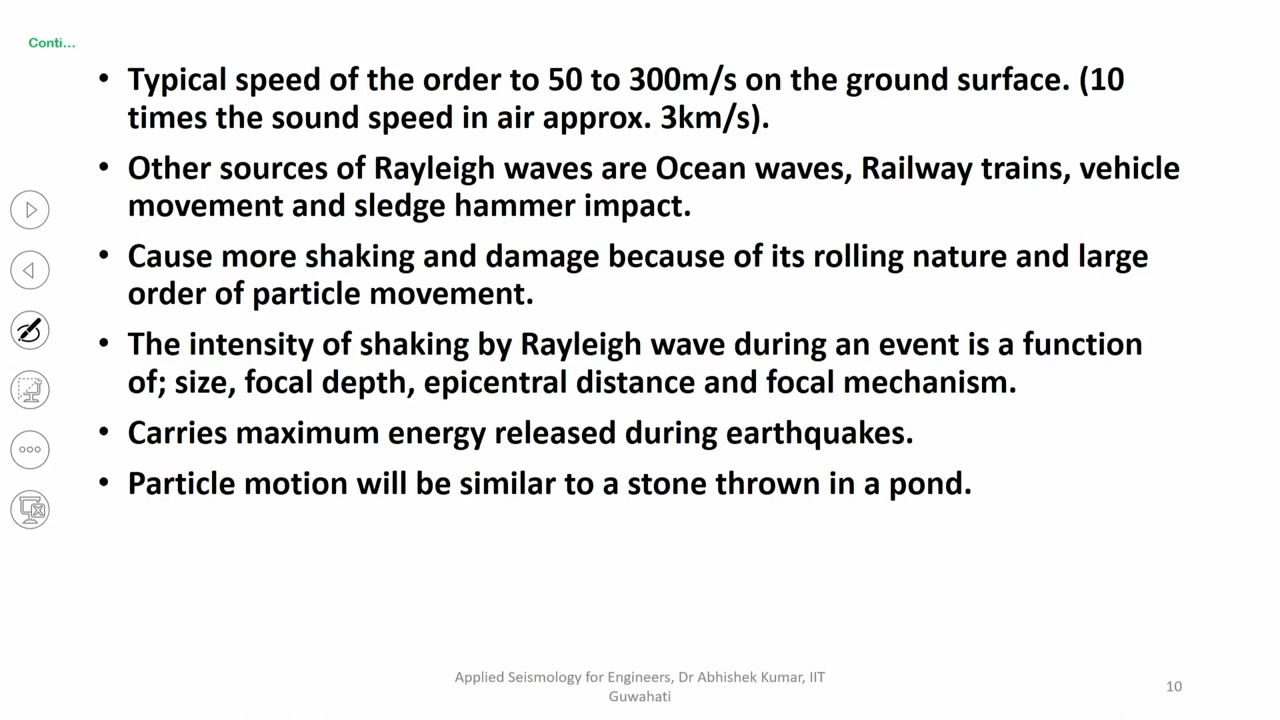 Conti...
• Typical speed of the order to 50 to 300m/s on the ground surface. (10
times the sound speed in air approx. 3km/s).
• Other sources of Rayleigh waves are Ocean waves, Railway trains, vehicle
movement and sledge hammer impact.
• Cause more shaking and damage because of its rolling nature and large
order of particle movement.
• The intensity of shaking by Rayleigh wave during an event is a function
of; size, focal depth, epicentral distance and focal mechanism.
• Carries maximum energy released during earthquakes.
• Particle motion will be similar to a stone thrown in a pond.
Applied Seismology for Engineers, Dr Abhishek Kumar, IIT
Guwahati
10